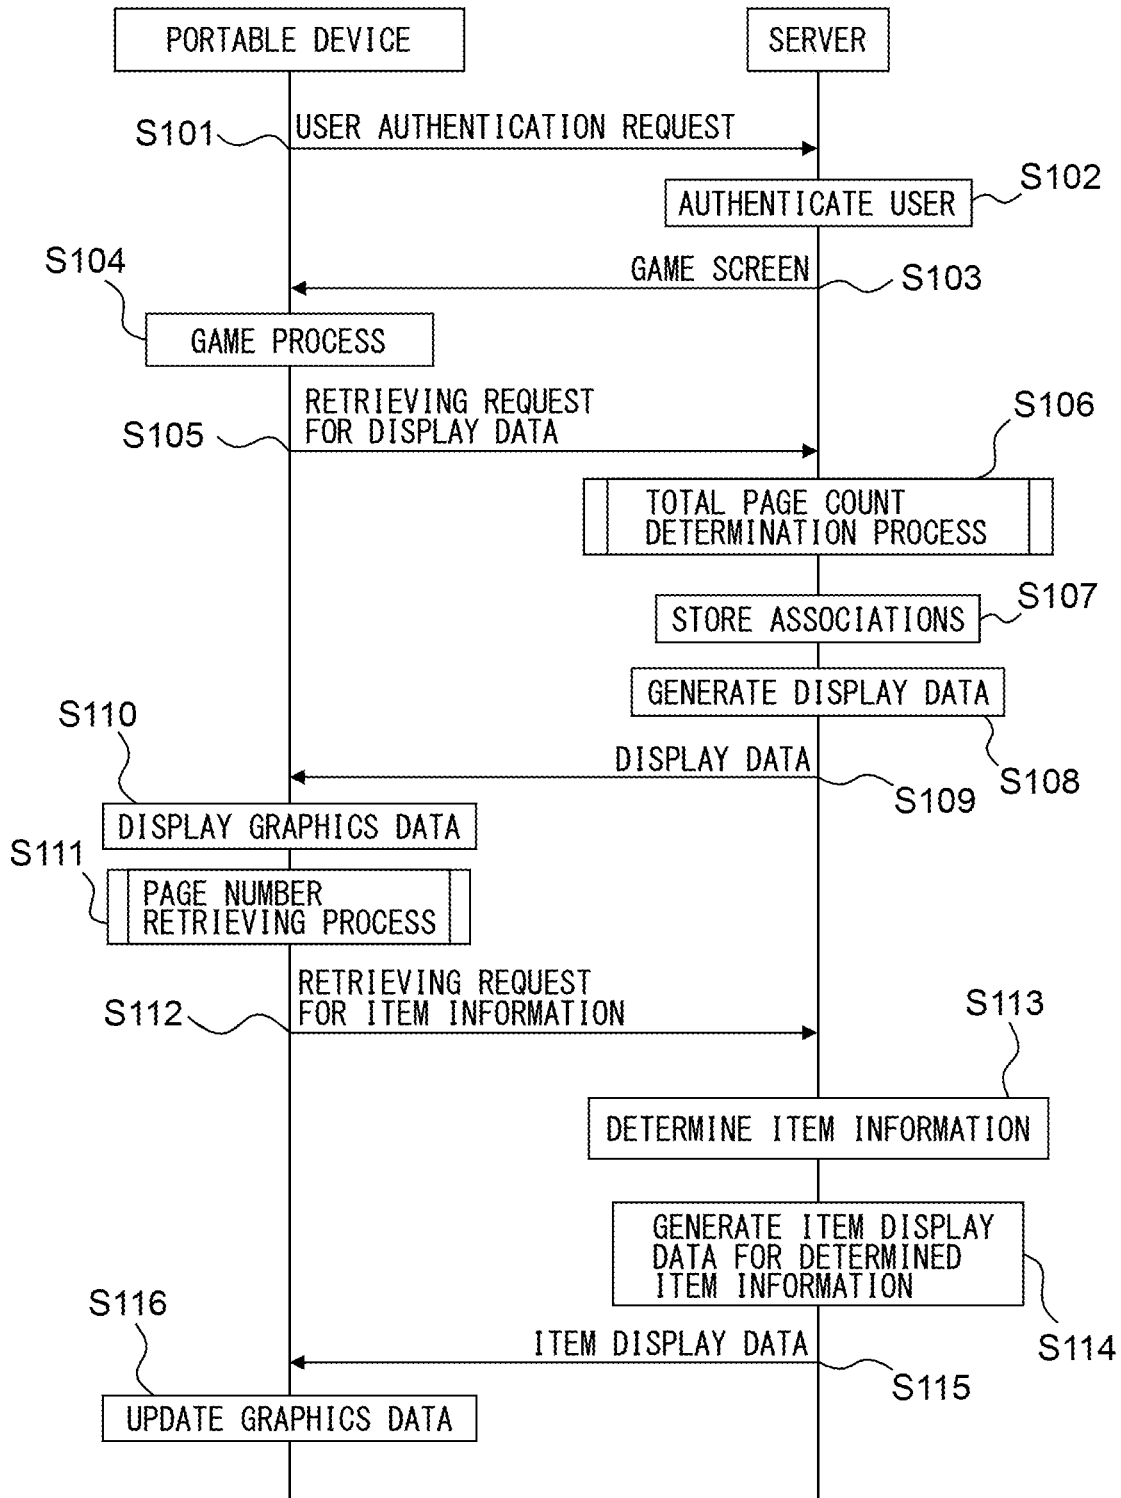 PORTABLE DEVICE
SERVER
S101
USER AUTHENTICATION REQUEST
AUTHENTICATE USER
S102
GAME SCREEN
S103
S104
GAME PROCESS
RETRIEVING REQUEST
FOR DISPLAY DATA
S105
S106
TOTAL PAGE COUNT
DETERMINATION PROCESS
STORE ASSOCIATIONS
S107
GENERATE DISPLAY DATA
S108
DISPLAY DATA
S109
S110
DISPLAY GRAPHICS DATA
S111
PAGE NUMBER
RETRIEVING PROCESS
RETRIEVING REQUEST
FOR ITEM INFORMATION
S112
S113
DETERMINE ITEM INFORMATION
GENERATE ITEM DISPLAY
DATA FOR DETERMINED
ITEM INFORMATION
S114
ITEM DISPLAY DATA
S115
S116
UPDATE GRAPHICS DATA